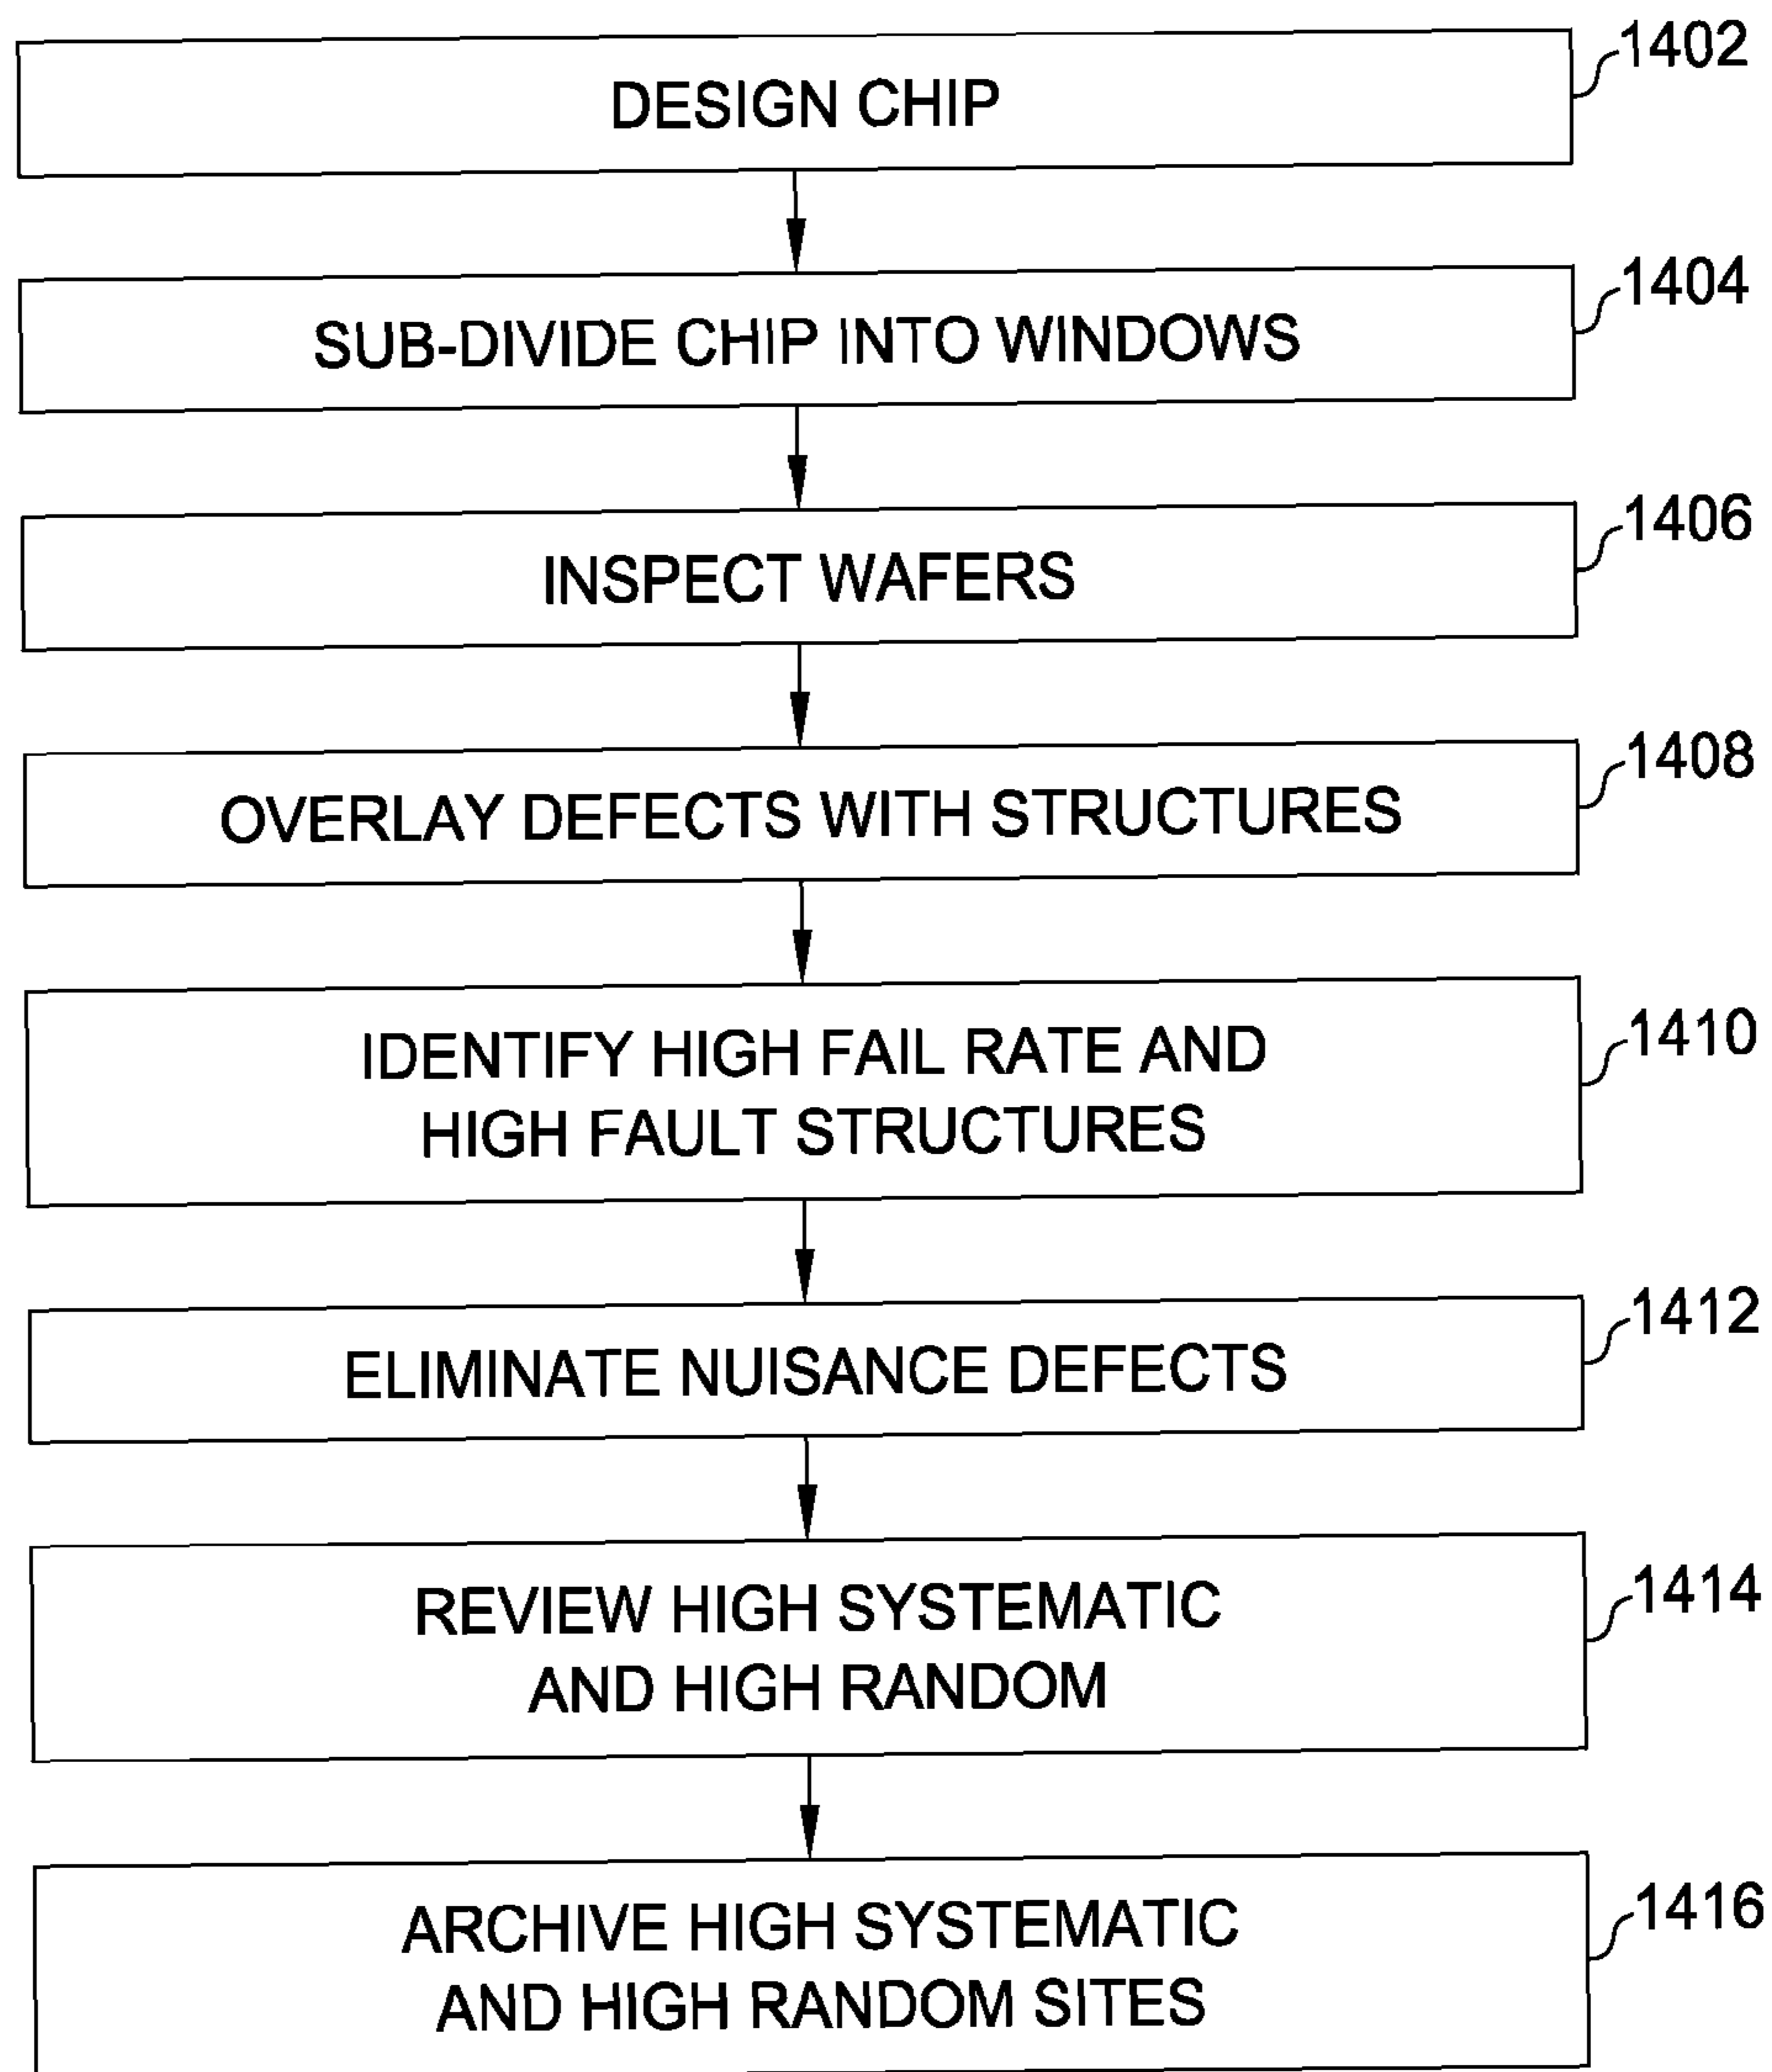 DESIGN CHIP
1402
SUB-DIVIDE CHIP INTO WINDOWS
1404
INSPECT WAFERS
1406
OVERLAY DEFECTS WITH STRUCTURES
1408
IDENTIFY HIGH FAIL RATE AND
HIGH FAULT STRUCTURES
1410
ELIMINATE NUISANCE DEFECTS
1412
REVIEW HIGH SYSTEMATIC
AND HIGH RANDOM
1414
ARCHIVE HIGH SYSTEMATIC
AND HIGH RANDOM SITES
1416